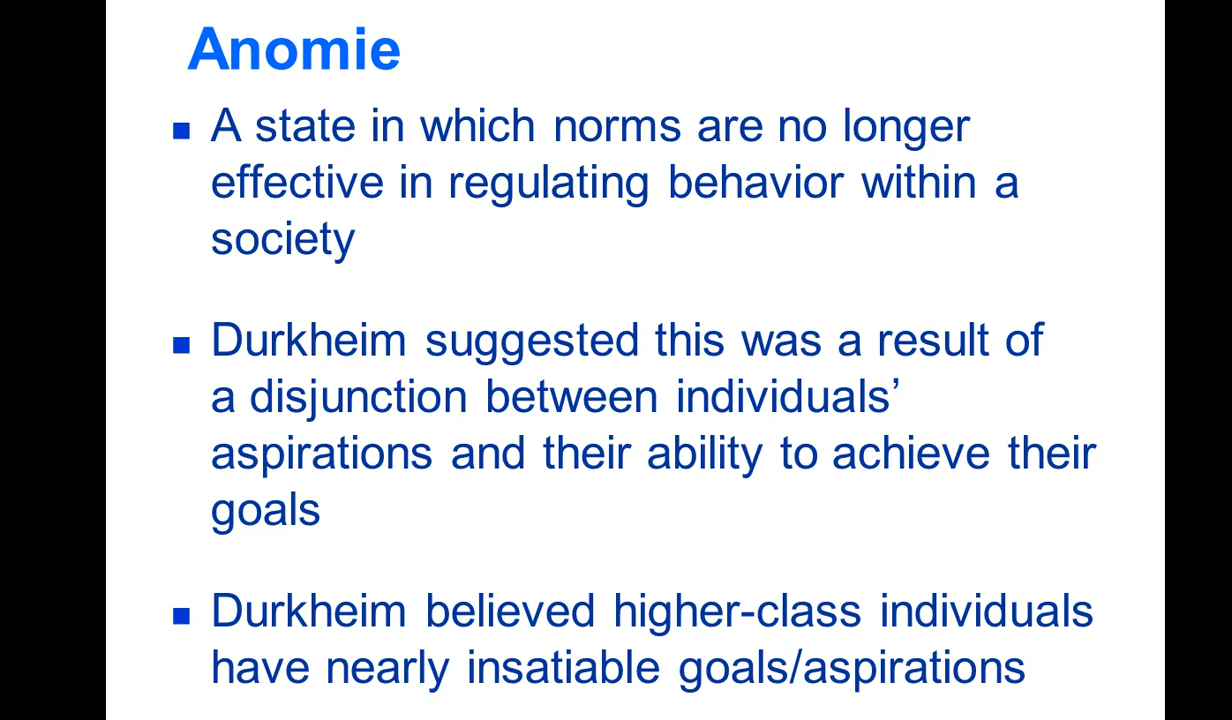 Anomie
A state in which norms are no longer
effective in regulating behavior within a
society
Durkheim suggested this was a result of
a disjunction between individuals’
aspirations and their ability to achieve their
goals
Durkheim believed higher-class individuals
have nearly insatiable goals/aspirations